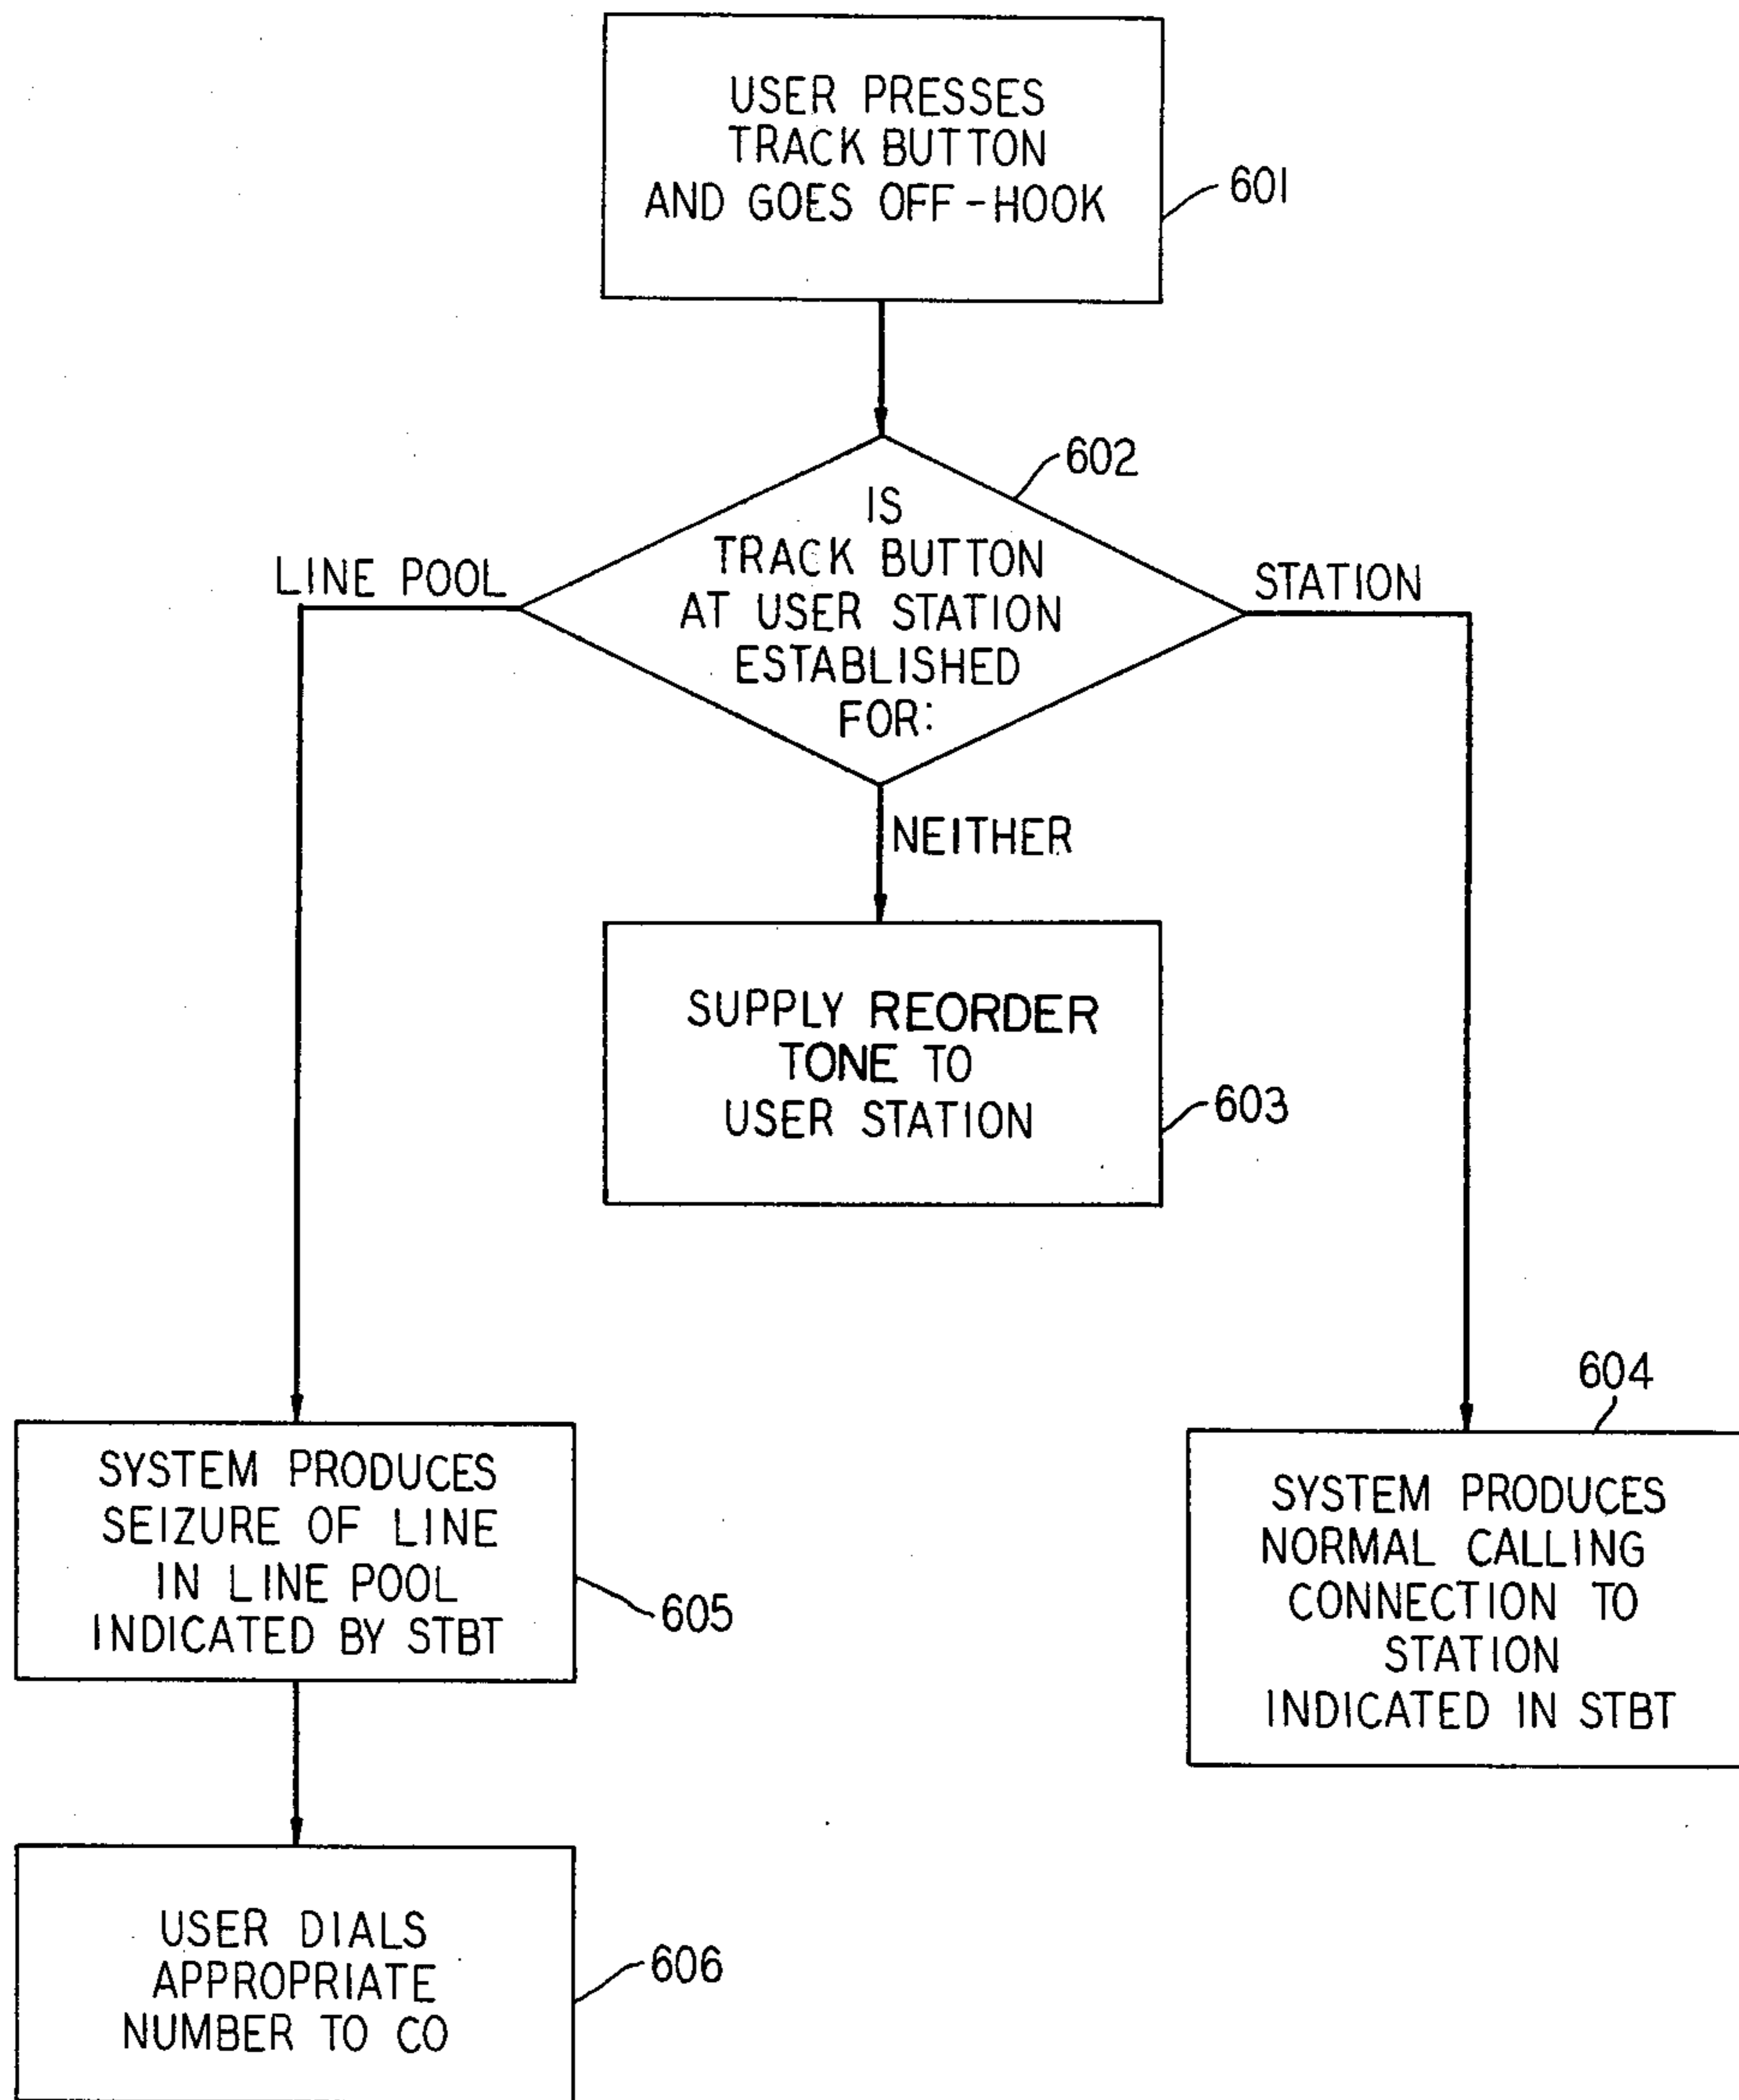 USER PRESSES
TRACK BUTTON
AND GOES OFF-HOOK
601
602
IS
TRACK BUTTON
AT USER STATION
ESTABLISHED
FOR:
LINE POOL
STATION
NEITHER
SUPPLY REORDER
TONE TO
USER STATION
603
604
SYSTEM PRODUCES
SEIZURE OF LINE
IN LINE POOL
INDICATED BY STBT
605
SYSTEM PRODUCES
NORMAL CALLING
CONNECTION TO
STATION
INDICATED IN STBT
USER DIALS
APPROPRIATE
NUMBER TO CO
606